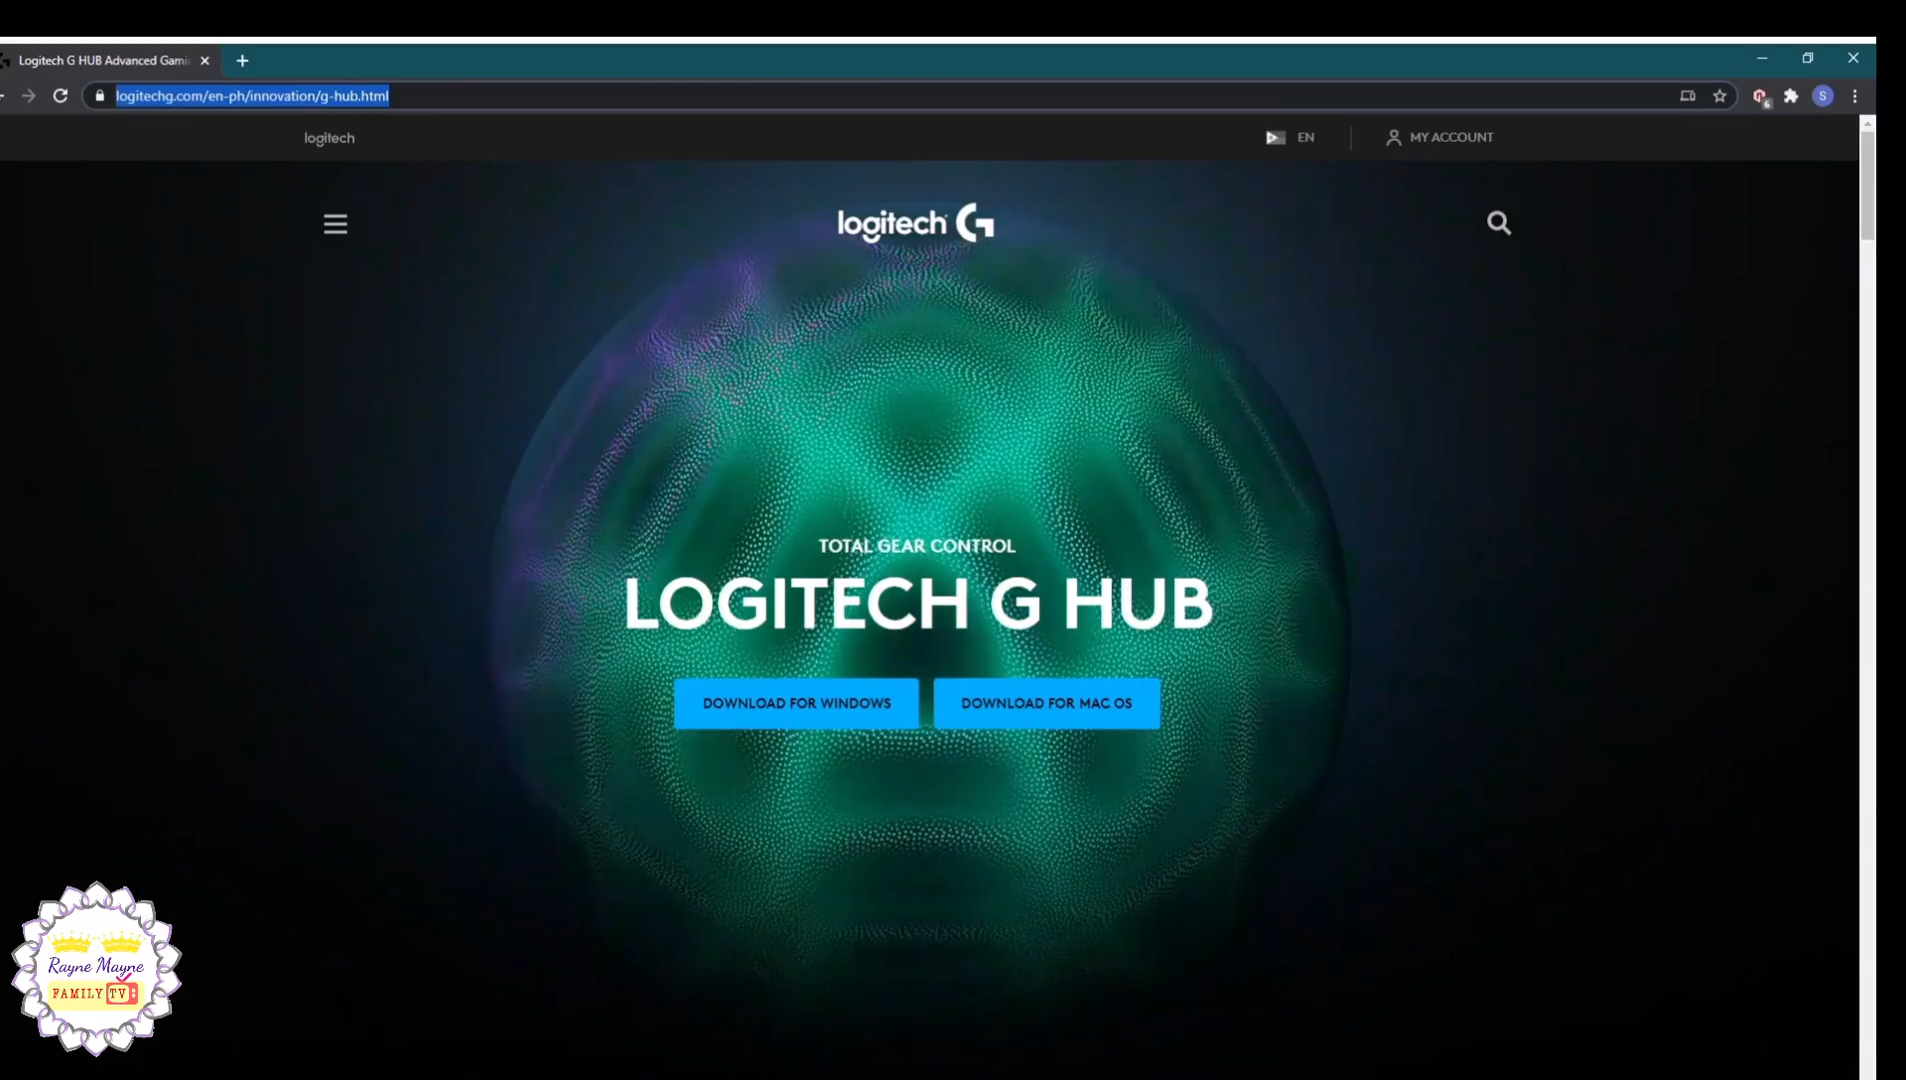 Logitech G HUB Advanced Gami
logitechg.com/en-ph/innovation/g-hub.html
6
S
logitech
EN
MY ACCOUNT
logitech G
TOTAL GEAR CONTROL
LOGITECH G HUB
DOWNLOAD FOR WINDOWS
DOWNLOAD FOR MAC OS
Rayne Mayne
FAMILY TV